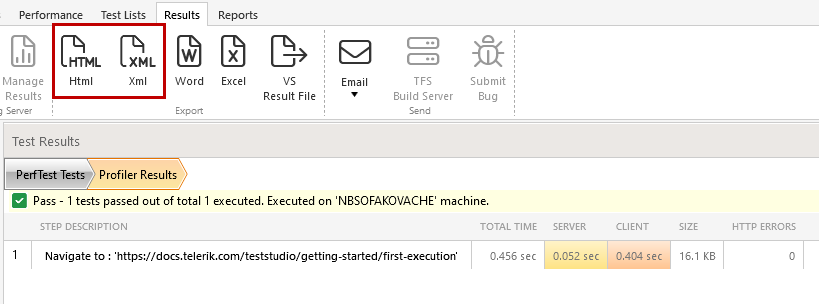 Performance Test Lists Results Reports
HTML XML W X
Manage Html Xml Word Excel VS Email TFS Submit
Results Result File Build Server Bug
g Server Export Send
Test Results
PerfTest Tests Profiler Results
Pass - 1 tests passed out of total 1 executed. Executed on 'NBSOFAKOVACHE' machine.
STEP DESCRIPTION TOTAL TIME SERVER CLIENT SIZE HTTP ERRORS
1 Navigate to : 'https://docs.telerik.com/teststudio/getting-started/first-execution' 0.456 sec 0.052 sec 0.404 sec 16.1 KB 0